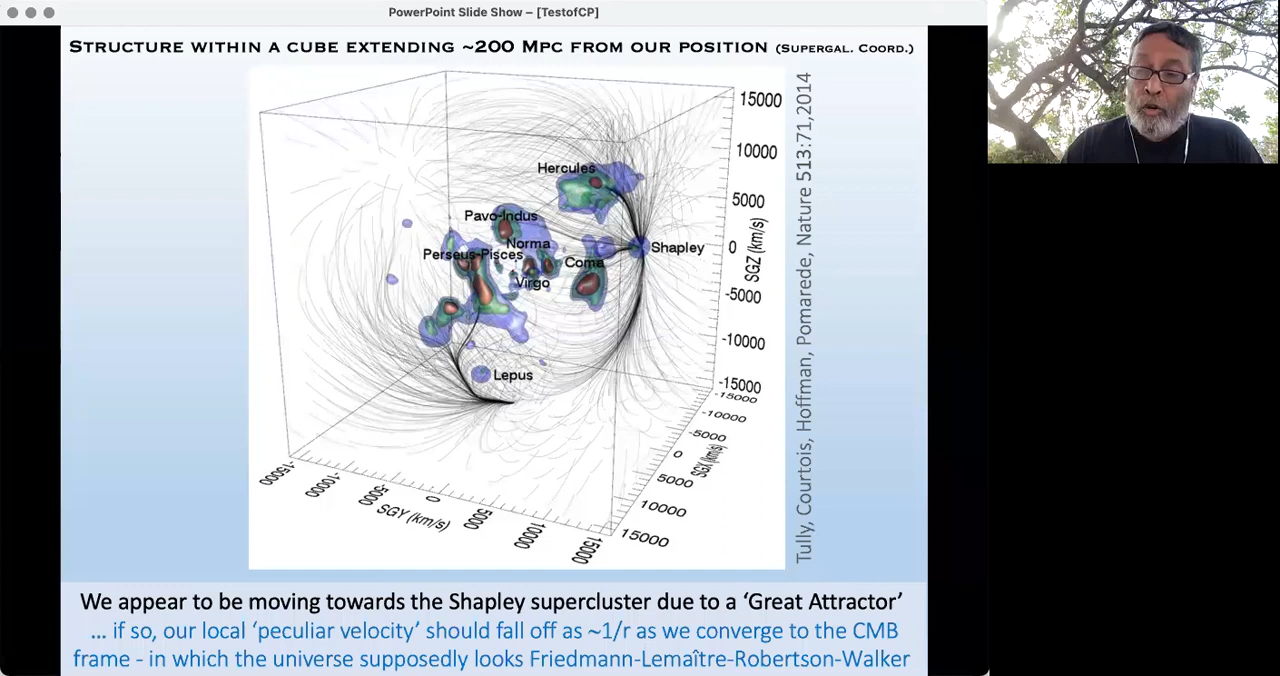 PowerPoint Slide Show – [TestofCP]
STRUCTURE WITHIN A CUBE EXTENDING ~200 MPC FROM OUR POSITION (SUPERGAL. COORD.)
15000
10000
5000
0
-5000
-10000
-15000
SGZ (km/s)
Hercules
Pavo-Indus
Norma
Perseus-Pisces
Coma
Shapley
Virgo
Lepus
-15000
-10000
-5000
0
5000
10000
15000
SGX (km/s)
-15000
-10000
-5000
0
5000
10000
15000
SGY (km/s)
Tully, Courtois, Hoffman, Pomarede, Nature 513:71,2014
We appear to be moving towards the Shapley supercluster due to a ‘Great Attractor’
... if so, our local ‘peculiar velocity’ should fall off as ~1/r as we converge to the CMB
frame - in which the universe supposedly looks Friedmann-Lemaître-Robertson-Walker